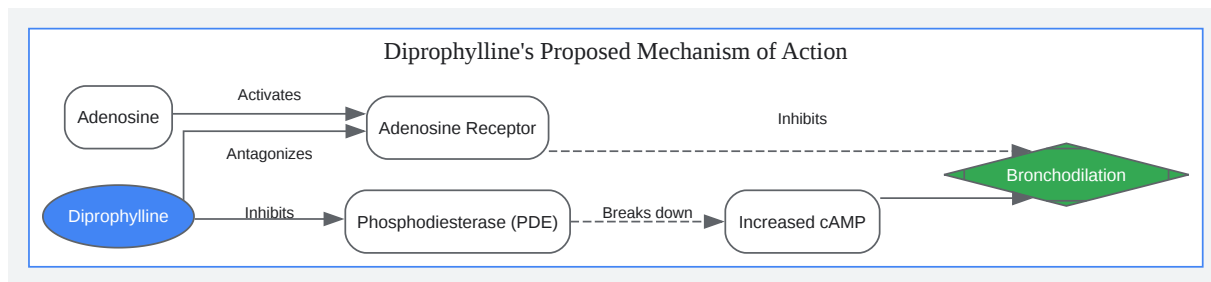 Diprophylline's Proposed Mechanism of Action
Adenosine
Activates
Adenosine Receptor
Inhibits
Antagonizes
Bronchodilation
Diprophylline
Inhibits
Phosphodiesterase (PDE)
Breaks down
Increased cAMP